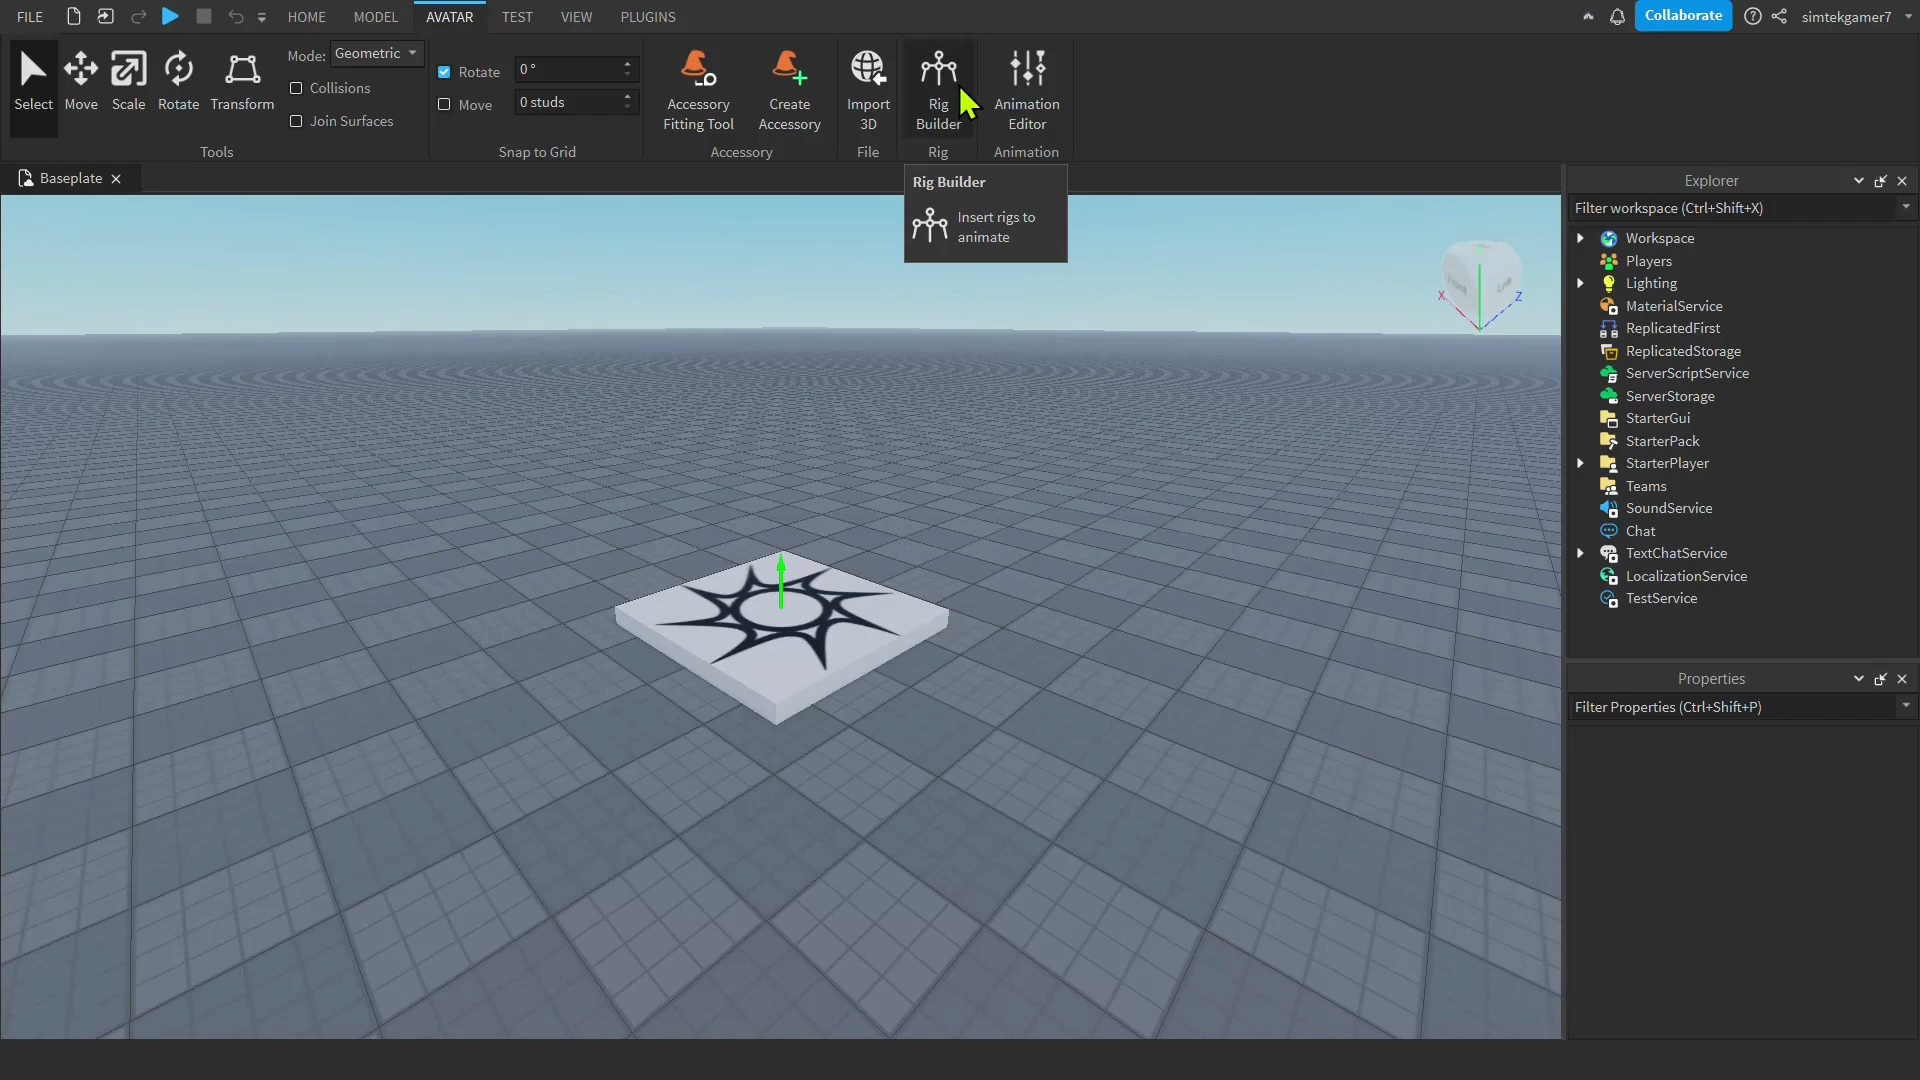 FILE
HOME
MODEL
AVATAR
TEST
VIEW
PLUGINS
Collaborate
simtekgamer7
Select
Move
Scale
Rotate
Transform
Mode: Geometric
Collisions
Join Surfaces
Tools
Rotate 0 °
Move 0 studs
Snap to Grid
Accessory
Fitting Tool
Create
Accessory
Accessory
Import
3D
File
Rig
Builder
Rig
Animation
Editor
Animation
Baseplate
Rig Builder
Insert rigs to
animate
X
Z
Explorer
Filter workspace (Ctrl+Shift+X)
Workspace
Players
Lighting
MaterialService
ReplicatedFirst
ReplicatedStorage
ServerScriptService
ServerStorage
StarterGui
StarterPack
StarterPlayer
Teams
SoundService
Chat
TextChatService
LocalizationService
TestService
Properties
Filter Properties (Ctrl+Shift+P)